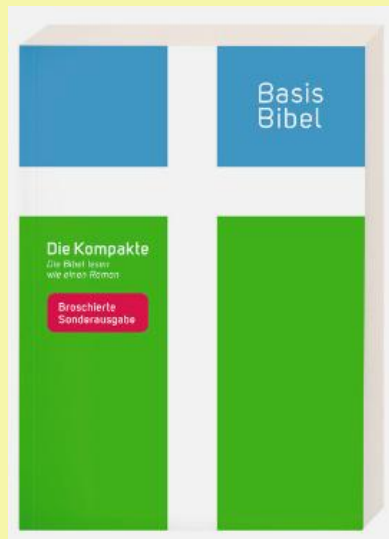 Basis
Bibel
Die Kompakte
Die Bibel lesen
wie einen Roman
Broschierte
Sonderausgabe